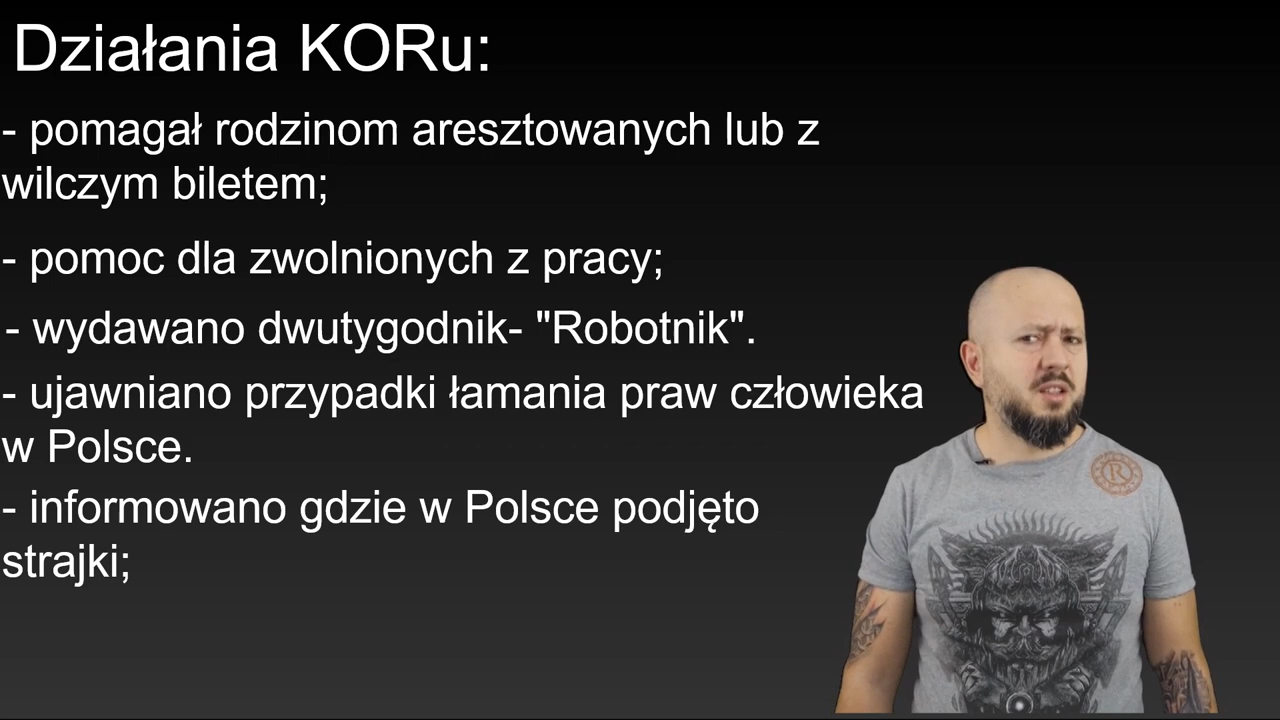 Działania KORu:
- pomagał rodzinom aresztowanych lub z
wilczym biletem;
- pomoc dla zwolnionych z pracy;
- wydawano dwutygodnik- "Robotnik".
- ujawniano przypadki łamania praw człowieka
w Polsce.
- informowano gdzie w Polsce podjęto
strajki;
R